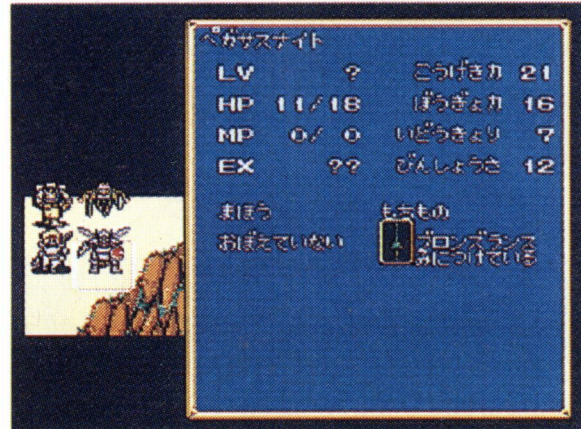 ペガサスナイト
LV ? こうげき力 21
HP 11/18 ぼうぎょ力 16
MP 0/ 0 いどうきょり 7
EX ?? びんしょうさ 12
まほう もちもの
おぼえていない ブロンズランス
みにつけている